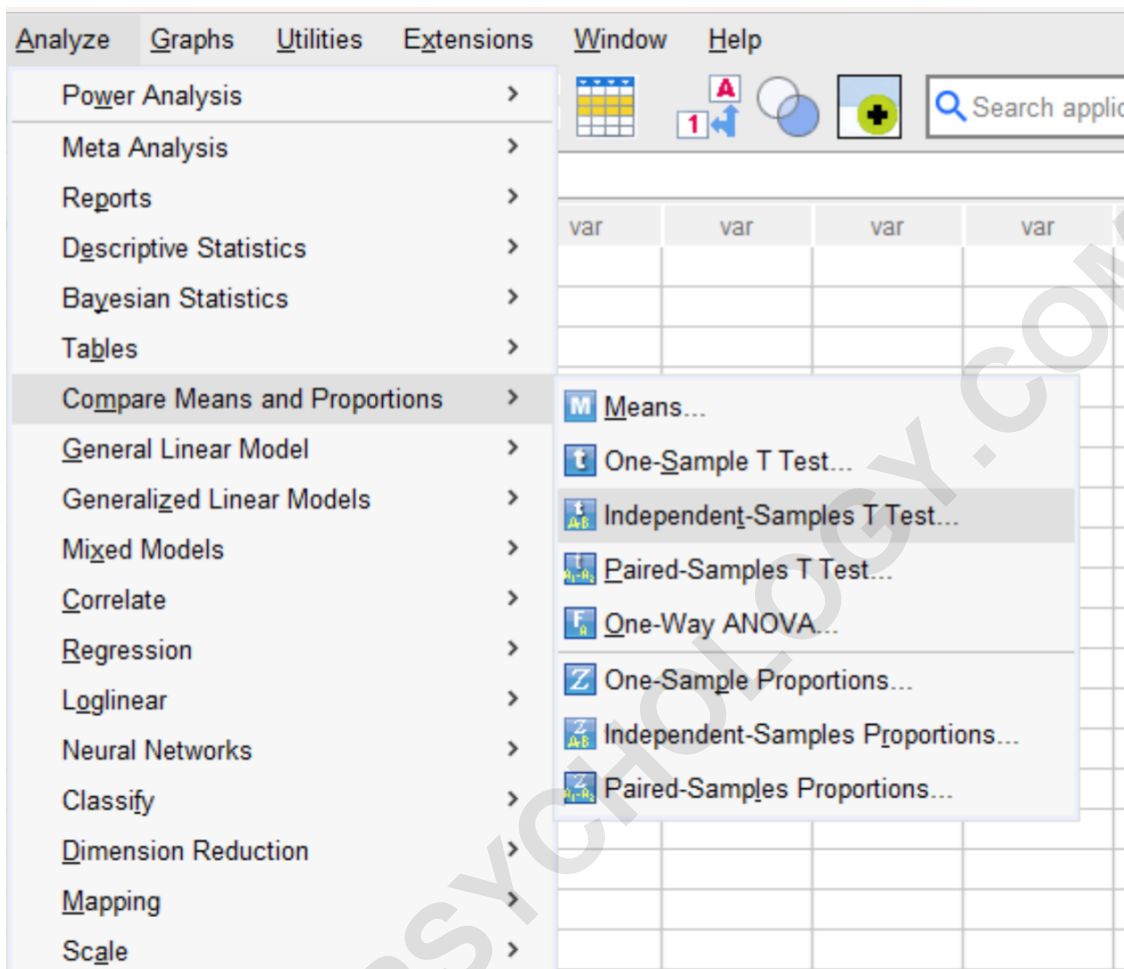 Analyze Graphs Utilities Extensions Window Help
Power Analysis
Meta Analysis
Reports
Descriptive Statistics
Bayesian Statistics
Tables
Compare Means and Proportions
General Linear Model
Generalized Linear Models
Mixed Models
Correlate
Regression
Loglinear
Neural Networks
Classify
Dimension Reduction
Mapping
Scale
A
1
Search applic
var var var var
M Means...
t One-Sample T Test...
Independent-Samples T Test...
Paired-Samples T Test...
One-Way ANOVA...
Z One-Sample Proportions...
Independent-Samples Proportions...
Paired-Samples Proportions...
PSYCHOLOGY.COM